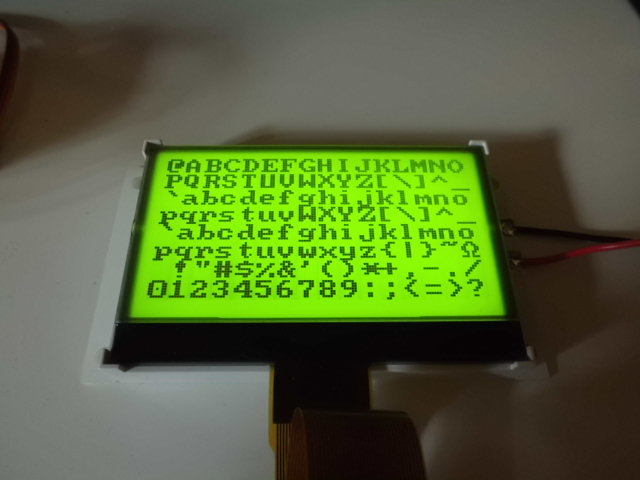 @ABCDEFGHIJKLMNO
PQRSTUVWXYZ[\]^_
`abcdefghijklmno
pqrstuvWXYZ[\]^_
`abcdefghijklmno
pqrstuvwxyz{|}~Ω
!"#$%&'()*+,-./
0123456789:;<=>?